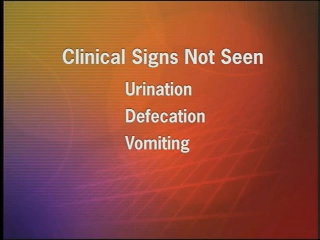 Clinical Signs Not Seen
Urination
Defecation
Vomiting